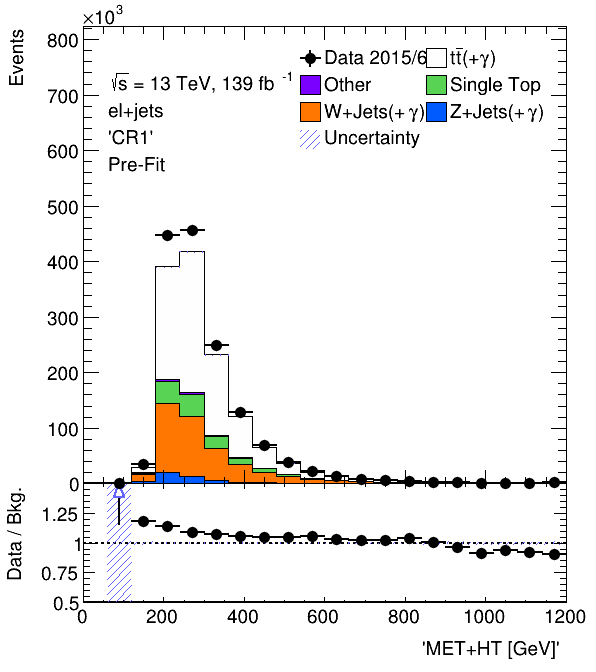 ×10³
Events
800
700
600
500
400
300
200
100
0
√s = 13 TeV, 139 fb⁻¹
el+jets
'CR1'
Pre-Fit
Data 2015/6
tt̄(+γ)
Other
Single Top
W+Jets(+γ)
Z+Jets(+γ)
Uncertainty
Data / Bkg.
1.25
1
0.75
0.5
0 200 400 600 800 1000 1200
'MET+HT [GeV]'